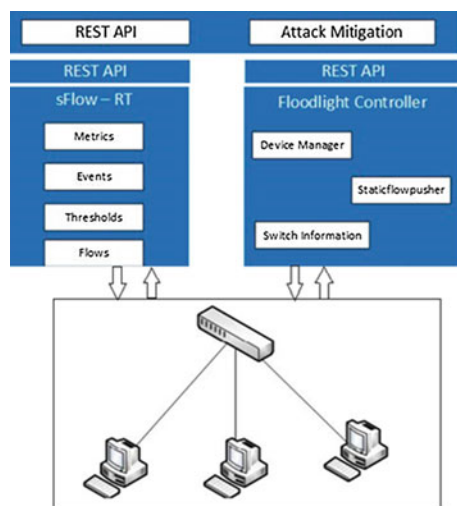 REST API
Attack Mitigation
REST API
sFlow – RT
Metrics
Events
Thresholds
Flows
REST API
Floodlight Controller
Device Manager
Staticflowpusher
Switch Information